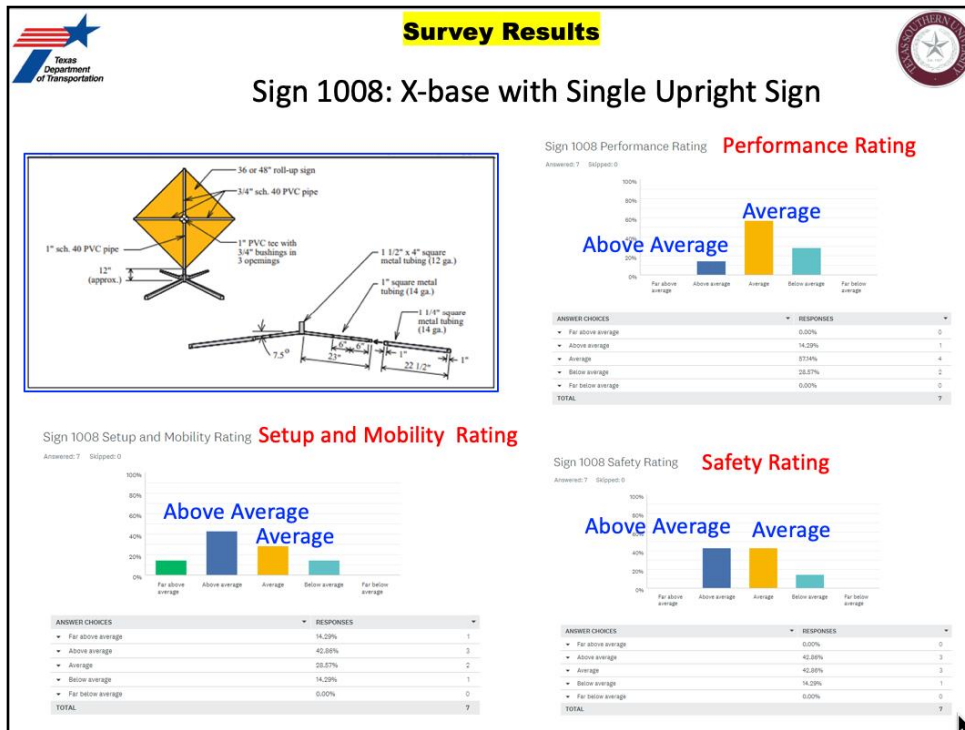 Survey Results
Texas
Department
of Transportation
TEXAS SOUTHERN UNIVERSITY
Sign 1008: X-base with Single Upright Sign
36 or 48" roll-up sign
3/4" sch. 40 PVC pipe
1" sch. 40 PVC pipe
1" PVC tee with
3/4" bushings in
3 openings
12"
(approx.)
1 1/2" x 4" square
metal tubing (12 ga.)
1" square metal
tubing (14 ga.)
1 1/4" square
metal tubing
(14 ga.)
7.5°
6"
6"
23"
1"
22 1/2"
1"
Sign 1008 Performance Rating Performance Rating
Answered: 7 Skipped: 0
100%
80%
60%
40%
20%
0%
Average
Above Average
Far above
average
Above average
Average
Below average
Far below
average
ANSWER CHOICES RESPONSES
Far above average 0.00% 0
Above average 14.29% 1
Average 57.14% 4
Below average 28.57% 2
Far below average 0.00% 0
TOTAL 7
Sign 1008 Setup and Mobility Rating Setup and Mobility Rating
Answered: 7 Skipped: 0
100%
80%
60%
40%
20%
0%
Above Average
Average
Far above
average
Above average
Average
Below average
Far below
average
ANSWER CHOICES RESPONSES
Far above average 14.29% 1
Above average 42.86% 3
Average 28.57% 2
Below average 14.29% 1
Far below average 0.00% 0
TOTAL 7
Sign 1008 Safety Rating Safety Rating
Answered: 7 Skipped: 0
100%
80%
60%
40%
20%
0%
Above Average Average
Far above
average
Above average
Average
Below average
Far below
average
ANSWER CHOICES RESPONSES
Far above average 0.00% 0
Above average 42.86% 3
Average 42.86% 3
Below average 14.29% 1
Far below average 0.00% 0
TOTAL 7